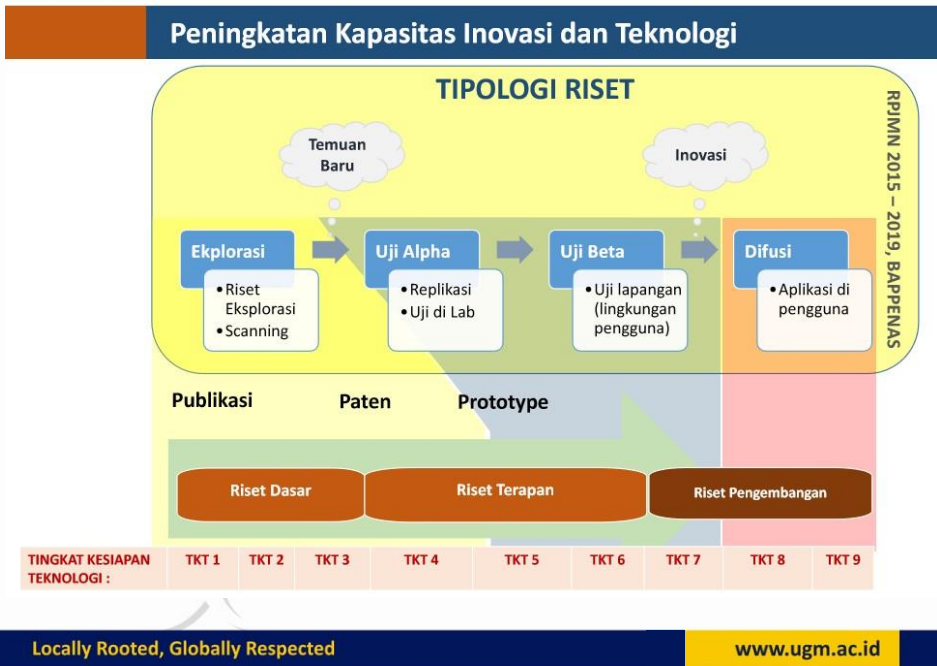 Peningkatan Kapasitas Inovasi dan Teknologi
TIPOLOGI RISET
RPJMN 2015 – 2019, BAPPENAS
Temuan
Baru
Inovasi
Ekplorasi
•Riset
Eksplorasi
•Scanning
Uji Alpha
•Replikasi
•Uji di Lab
Uji Beta
•Uji lapangan
(lingkungan
pengguna)
Difusi
•Aplikasi di
pengguna
Publikasi
Paten
Prototype
Riset Dasar
Riset Terapan
Riset Pengembangan
TINGKAT KESIAPAN
TEKNOLOGI :
TKT 1
TKT 2
TKT 3
TKT 4
TKT 5
TKT 6
TKT 7
TKT 8
TKT 9
Locally Rooted, Globally Respected
www.ugm.ac.id